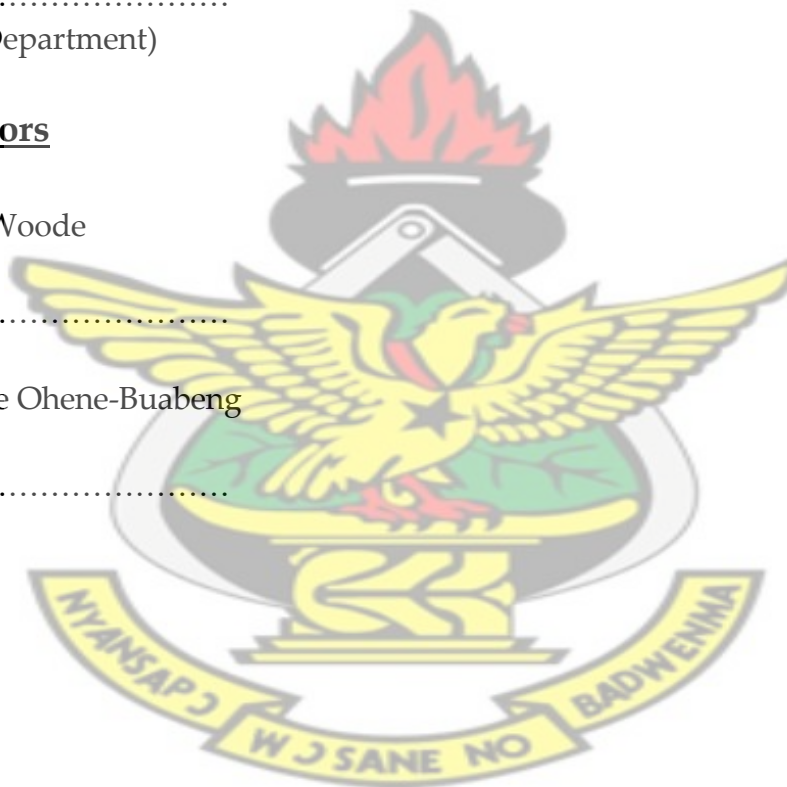 ……………………
Department)
ors
Woode
……………………
e Ohene-Buabeng
……………………
NYANSAPƆ
WƆSANE NO
BADWENMA